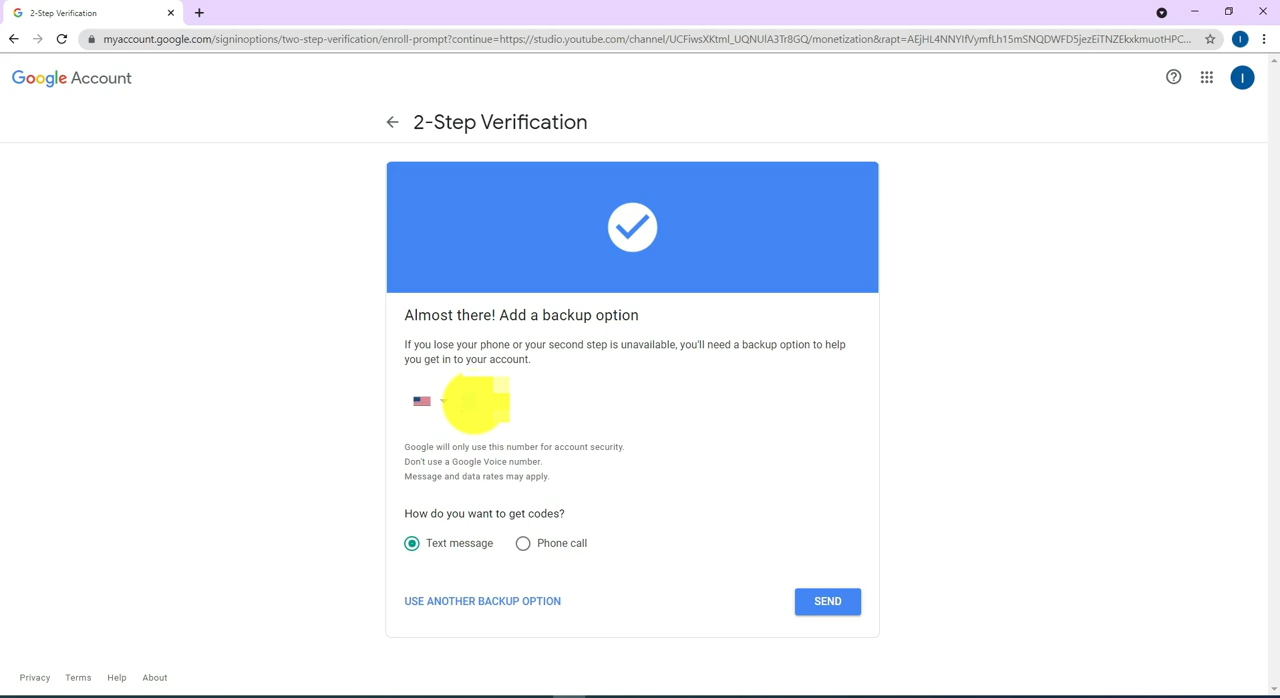 2-Step Verification
myaccount.google.com/signinoptions/two-step-verification/enroll-prompt?continue=https://studio.youtube.com/channel/UCFiwsXKtml_UQNUlA3Tr8GQ/monetization&rapt=AEjHL4NNYIfVymfLh15mSNQDWFD5jezEiTNZEkxkmuotHPC...
I
Google Account
I
2-Step Verification
Almost there! Add a backup option
If you lose your phone or your second step is unavailable, you'll need a backup option to help
you get in to your account.
Google will only use this number for account security.
Don't use a Google Voice number.
Message and data rates may apply.
How do you want to get codes?
Text message Phone call
USE ANOTHER BACKUP OPTION SEND
Privacy Terms Help About